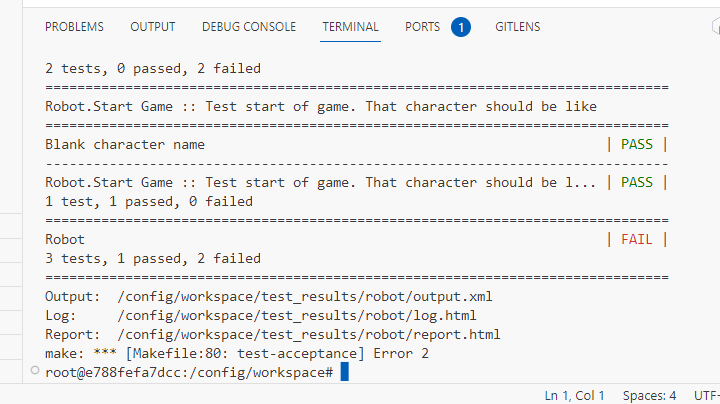 PROBLEMS OUTPUT DEBUG CONSOLE TERMINAL PORTS 1 GITLENS
2 tests, 0 passed, 2 failed
==============================================================================
Robot.Start Game :: Test start of game. That character should be like
==============================================================================
Blank character name | PASS |
------------------------------------------------------------------------------
Robot.Start Game :: Test start of game. That character should be l... | PASS |
1 test, 1 passed, 0 failed
==============================================================================
Robot | FAIL |
3 tests, 1 passed, 2 failed
==============================================================================
Output: /config/workspace/test_results/robot/output.xml
Log: /config/workspace/test_results/robot/log.html
Report: /config/workspace/test_results/robot/report.html
make: *** [Makefile:80: test-acceptance] Error 2
root@e788fefa7dcc:/config/workspace#
Ln 1, Col 1 Spaces: 4 UTF-